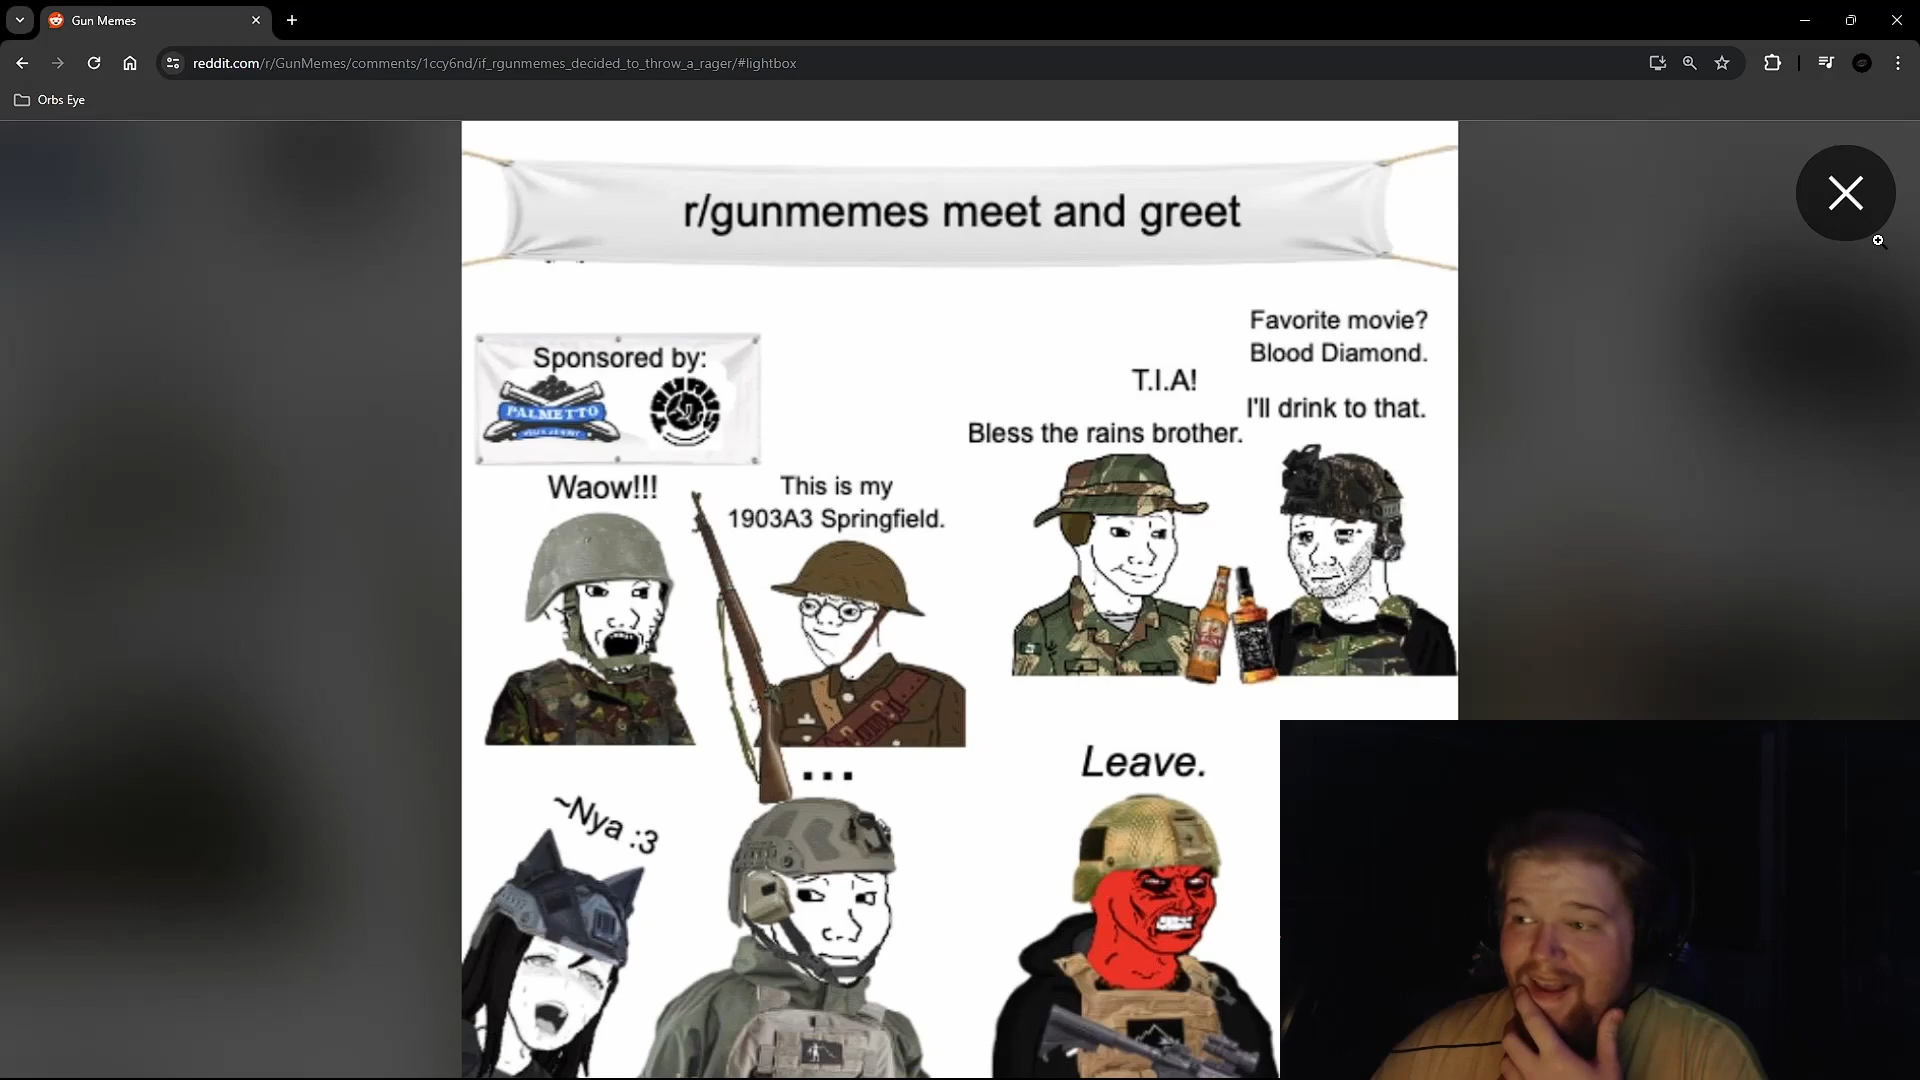 Gun Memes
reddit.com/r/GunMemes/comments/1ccy6nd/if_rgunmemes_decided_to_throw_a_rager/#lightbox
Orbs Eye
r/gunmemes meet and greet
Sponsored by:
PALMETTO
TAURUS
Favorite movie?
Blood Diamond.
T.I.A!
I'll drink to that.
Bless the rains brother.
Waow!!!
This is my
1903A3 Springfield.
...
Leave.
~Nya :3